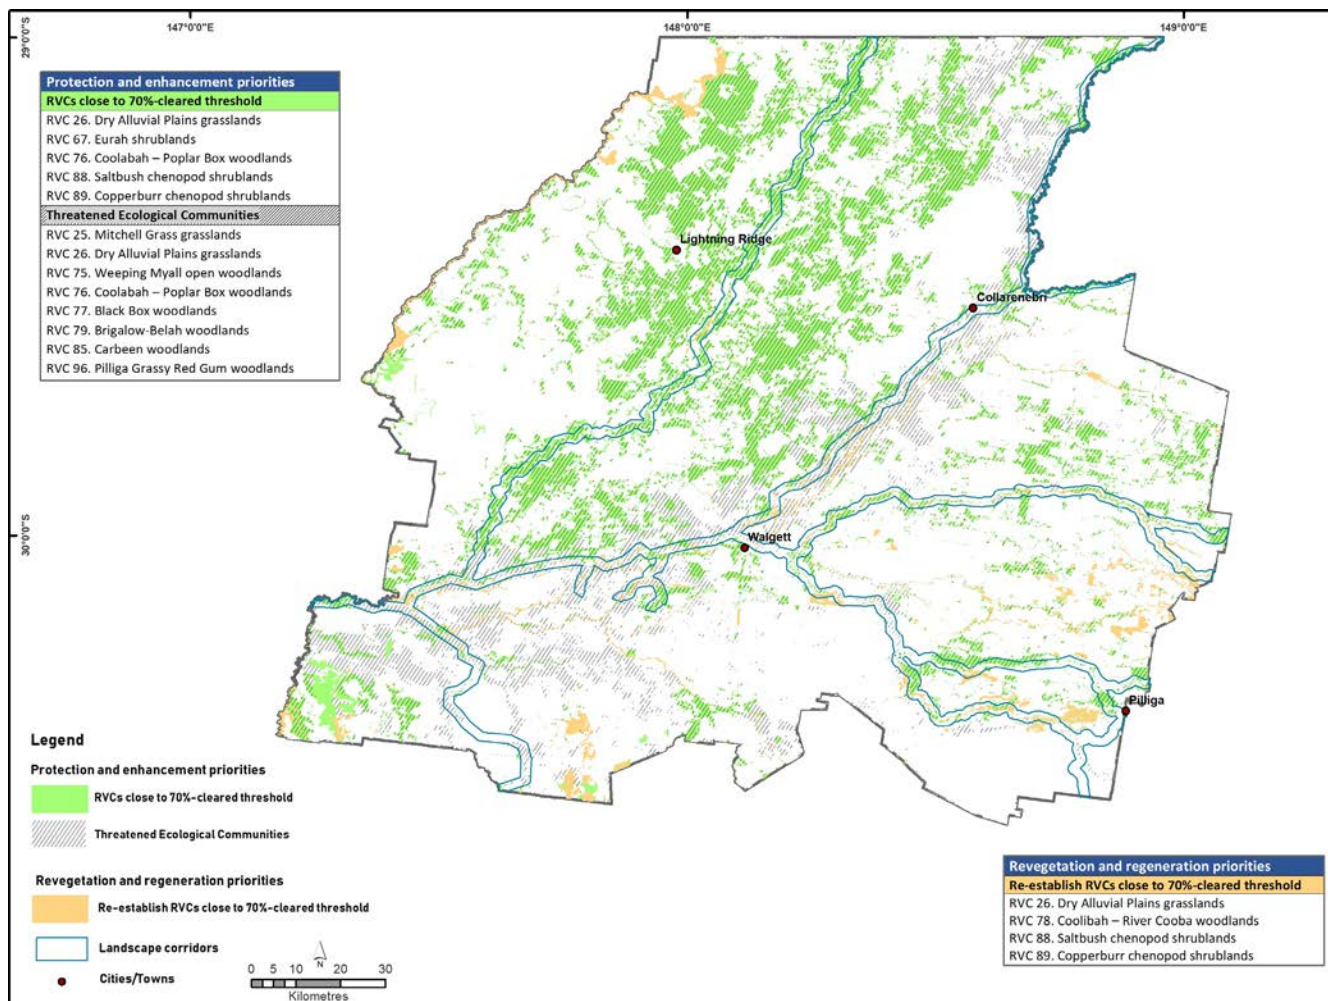 147°0'0"E
148°0'0"E
149°0'0"E
29°0'0"S
30°0'0"S
Protection and enhancement priorities
RVCs close to 70%-cleared threshold
RVC 26. Dry Alluvial Plains grasslands
RVC 67. Eurah shrublands
RVC 76. Coolabah – Poplar Box woodlands
RVC 88. Saltbush chenopod shrublands
RVC 89. Copperburr chenopod shrublands
Threatened Ecological Communities
RVC 25. Mitchell Grass grasslands
RVC 26. Dry Alluvial Plains grasslands
RVC 75. Weeping Myall open woodlands
RVC 76. Coolabah – Poplar Box woodlands
RVC 77. Black Box woodlands
RVC 79. Brigalow-Belah woodlands
RVC 85. Carbeen woodlands
RVC 96. Pilliga Grassy Red Gum woodlands
Lightning Ridge
Collarenebri
Walgett
Pilliga
Legend
Protection and enhancement priorities
RVCs close to 70%-cleared threshold
Threatened Ecological Communities
Revegetation and regeneration priorities
Re-establish RVCs close to 70%-cleared threshold
Landscape corridors
Cities/Towns
N
0 5 10 20 30
Kilometres
Revegetation and regeneration priorities
Re-establish RVCs close to 70%-cleared threshold
RVC 26. Dry Alluvial Plains grasslands
RVC 78. Coolibah – River Cooba woodlands
RVC 88. Saltbush chenopod shrublands
RVC 89. Copperburr chenopod shrublands